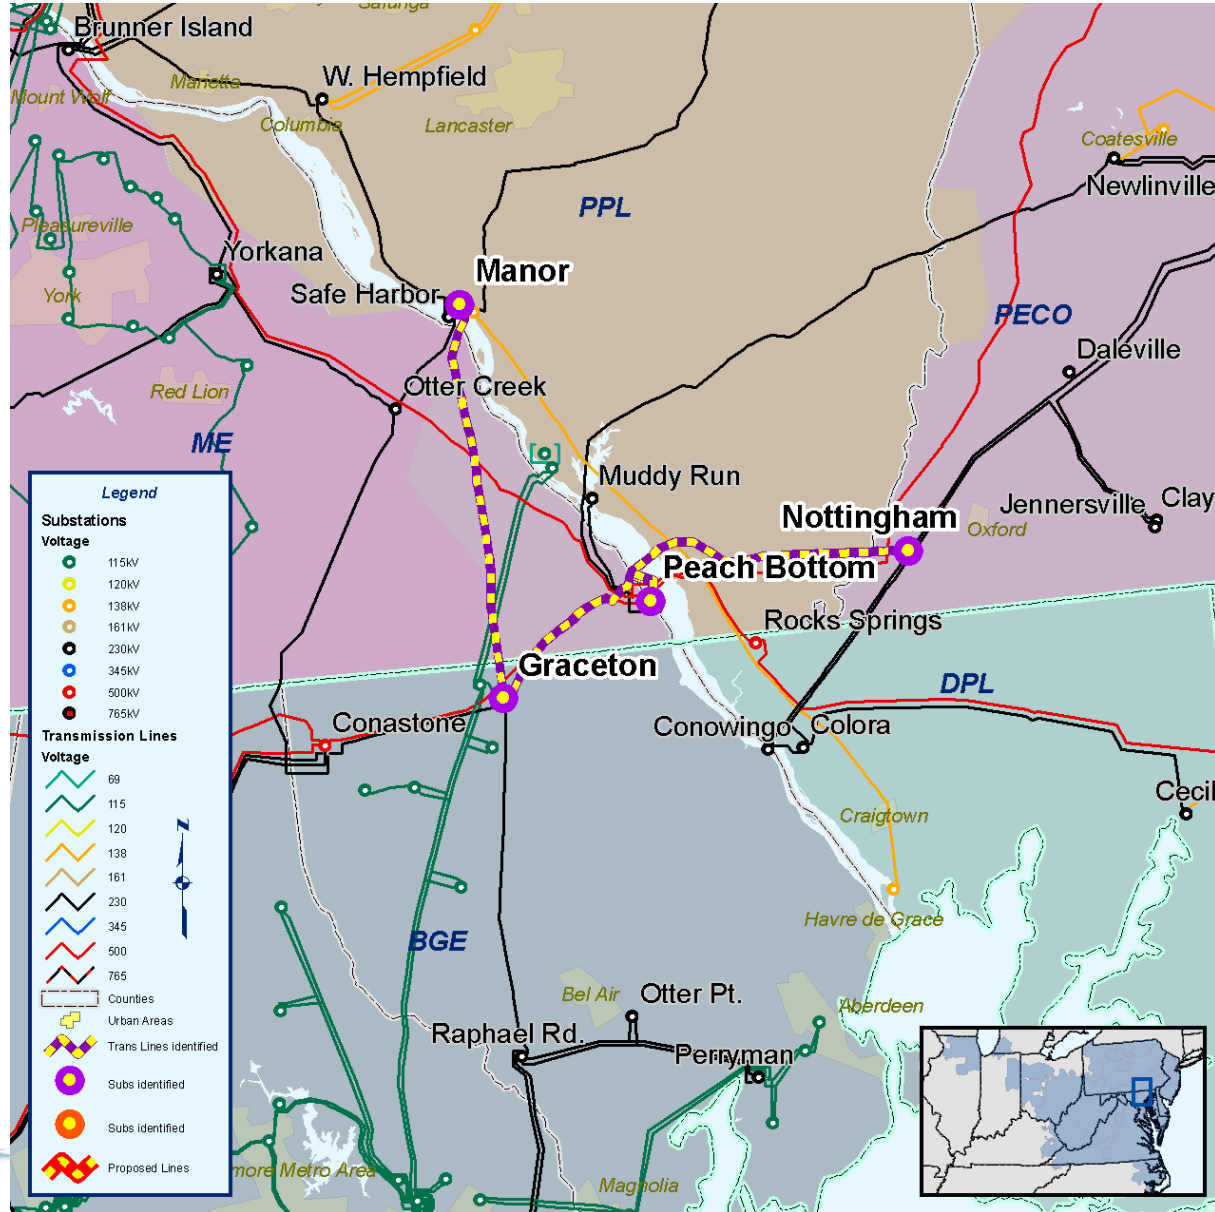 Brunner Island
Marietta
W. Hempfield
Mount Wolf
Columbia
Lancaster
Coatesville
Newlinville
PPL
Pleasureville
Yorkana
Manor
Safe Harbor
York
PECO
Daleville
Red Lion
Otter Creek
ME
Muddy Run
Nottingham
Jennersville
Clay
Oxford
Peach Bottom
Rocks Springs
Graceton
DPL
Conastone
Conowingo
Colora
Cecil
Craigtown
Havre de Grace
BGE
Bel Air
Otter Pt.
Aberdeen
Raphael Rd.
Perryman
more Metro Area
Magnolia
Legend
Substations
Voltage
115kV
120kV
138kV
161kV
230kV
345kV
500kV
765kV
Transmission Lines
Voltage
69
115
120
138
161
230
345
500
765
Counties
Urban Areas
Trans Lines identified
Subs identified
Subs identified
Proposed Lines
N